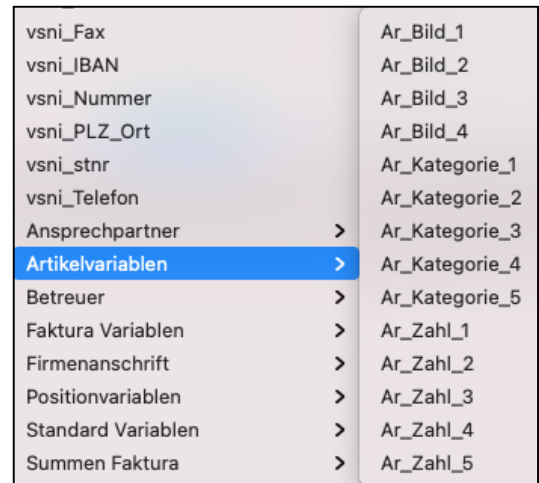 vsni_Fax
vsni_IBAN
vsni_Nummer
vsni_PLZ_Ort
vsni_stnr
vsni_Telefon
Ansprechpartner
Artikelvariablen
Betreuer
Faktura Variablen
Firmenanschrift
Positionvariablen
Standard Variablen
Summen Faktura
Ar_Bild_1
Ar_Bild_2
Ar_Bild_3
Ar_Bild_4
Ar_Kategorie_1
Ar_Kategorie_2
Ar_Kategorie_3
Ar_Kategorie_4
Ar_Kategorie_5
Ar_Zahl_1
Ar_Zahl_2
Ar_Zahl_3
Ar_Zahl_4
Ar_Zahl_5